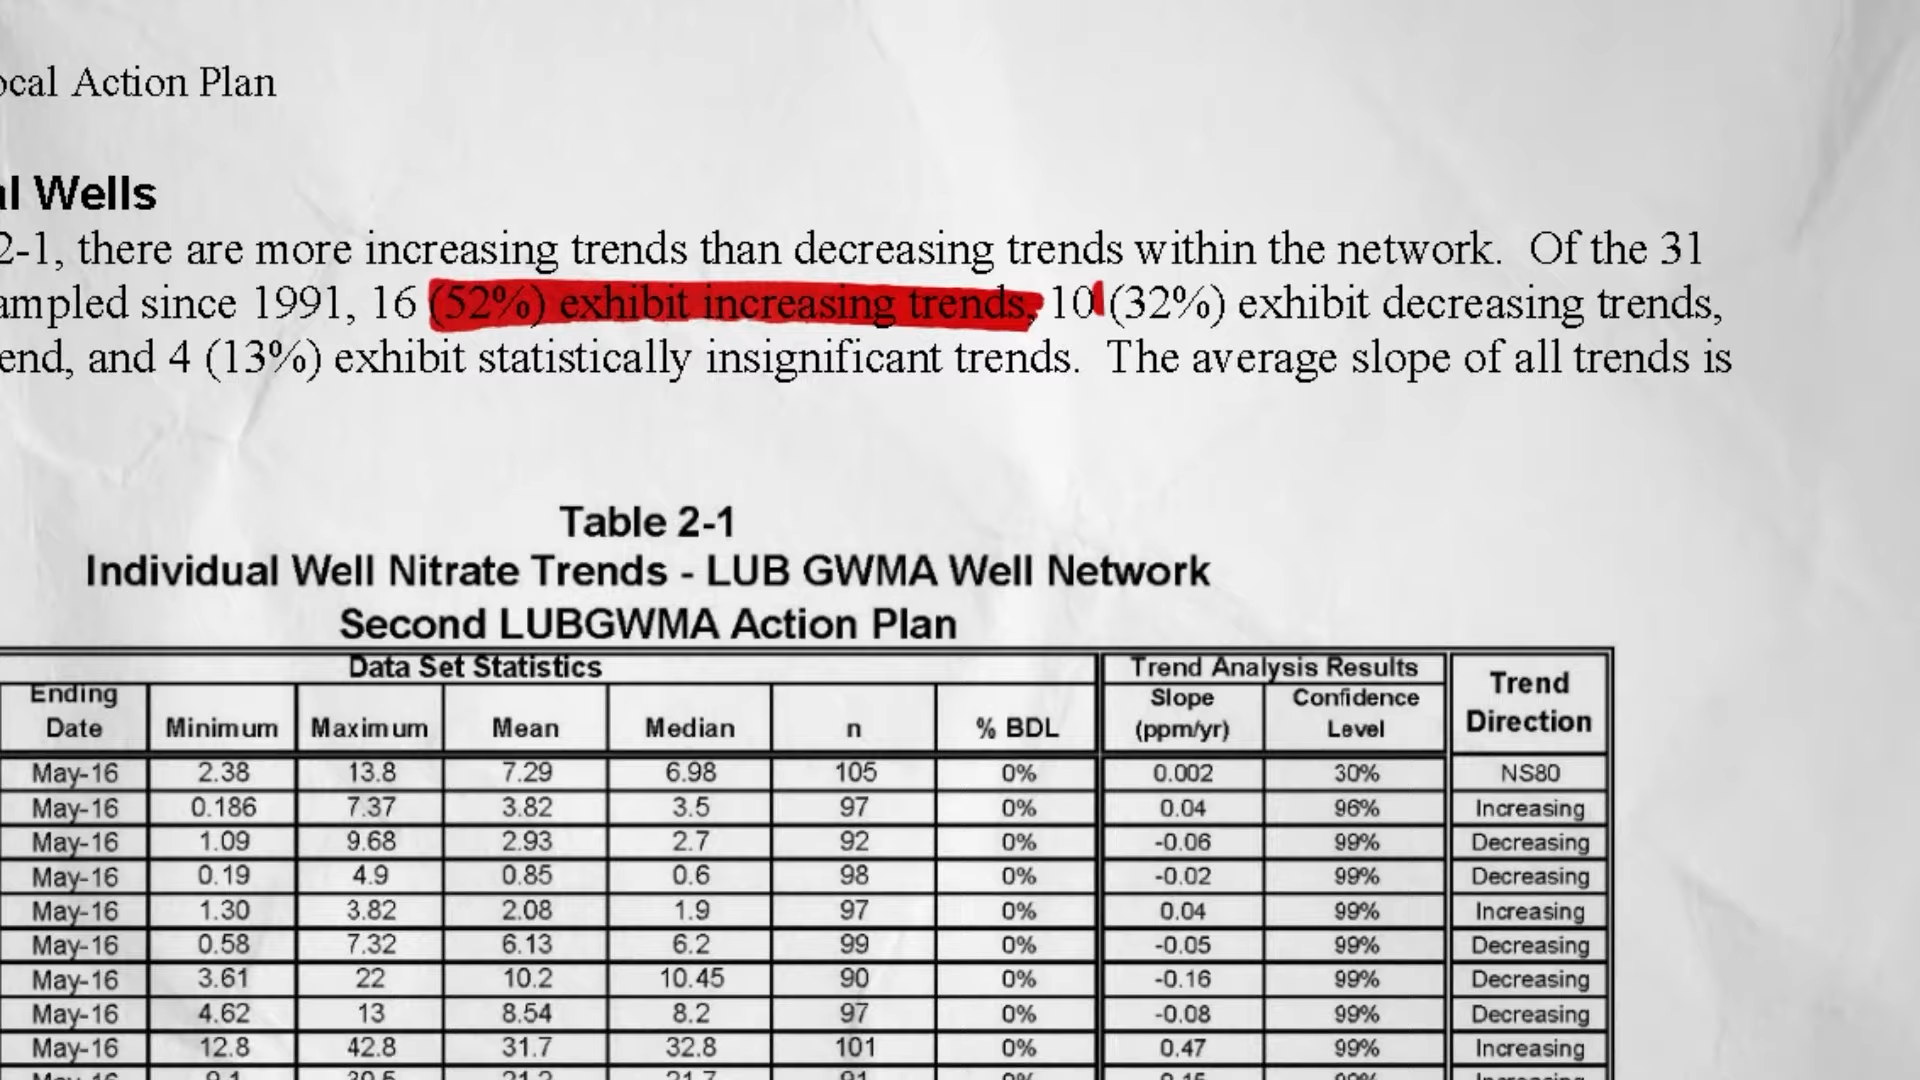 ocal Action Plan
al Wells
2-1, there are more increasing trends than decreasing trends within the network. Of the 31
ampled since 1991, 16 (52%) exhibit increasing trends, 10 (32%) exhibit decreasing trends,
end, and 4 (13%) exhibit statistically insignificant trends. The average slope of all trends is
Table 2-1
Individual Well Nitrate Trends - LUB GWMA Well Network
Second LUBGWMA Action Plan
Data Set Statistics Trend Analysis Results Trend Direction
Ending Date Minimum Maximum Mean Median n % BDL Slope (ppm/yr) Confidence Level
May-16 2.38 13.8 7.29 6.98 105 0% 0.002 30% NS80
May-16 0.186 7.37 3.82 3.5 97 0% 0.04 96% Increasing
May-16 1.09 9.68 2.93 2.7 92 0% -0.06 99% Decreasing
May-16 0.19 4.9 0.85 0.6 98 0% -0.02 99% Decreasing
May-16 1.30 3.82 2.08 1.9 97 0% 0.04 99% Increasing
May-16 0.58 7.32 6.13 6.2 99 0% -0.05 99% Decreasing
May-16 3.61 22 10.2 10.45 90 0% -0.16 99% Decreasing
May-16 4.62 13 8.54 8.2 97 0% -0.08 99% Decreasing
May-16 12.8 42.8 31.7 32.8 101 0% 0.47 99% Increasing